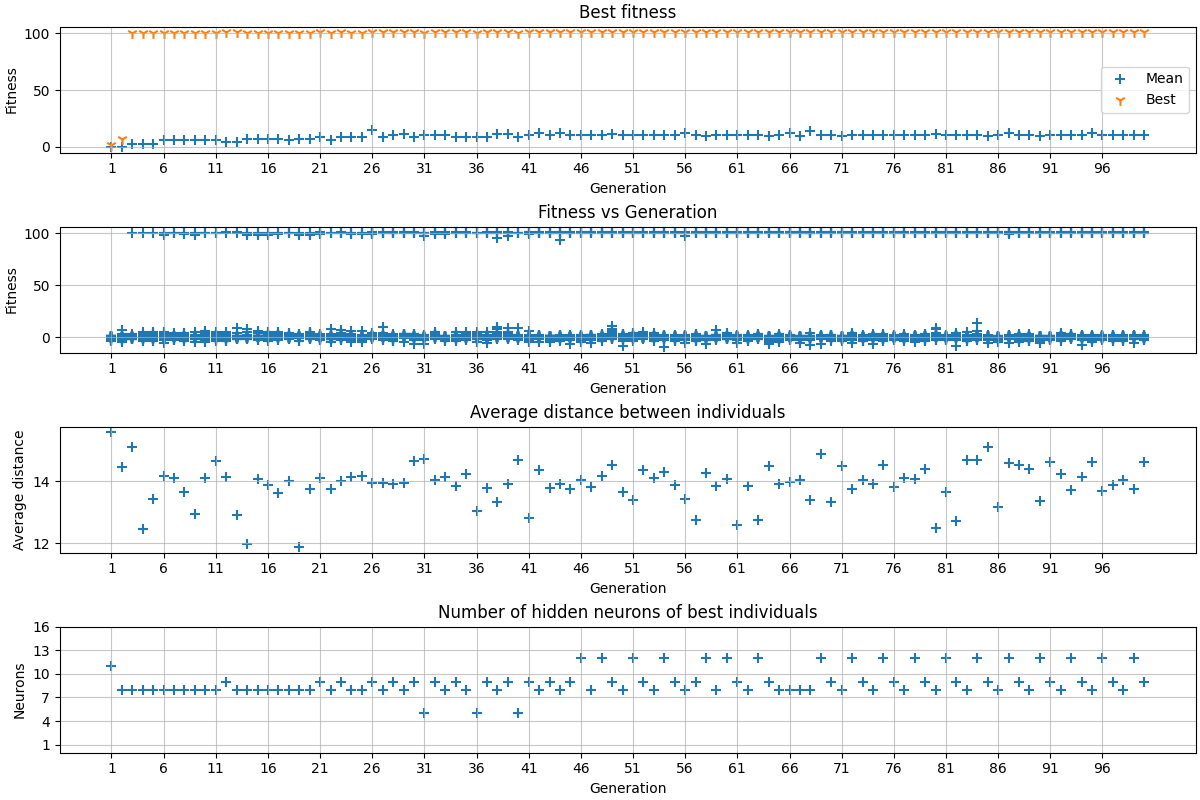 Best fitness
100
50
0
Fitness
Mean
Best
1 6 11 16 21 26 31 36 41 46 51 56 61 66 71 76 81 86 91 96
Generation
Fitness vs Generation
100
50
0
Fitness
1 6 11 16 21 26 31 36 41 46 51 56 61 66 71 76 81 86 91 96
Generation
Average distance between individuals
14
12
Average distance
1 6 11 16 21 26 31 36 41 46 51 56 61 66 71 76 81 86 91 96
Generation
Number of hidden neurons of best individuals
16
13
10
7
4
1
Neurons
1 6 11 16 21 26 31 36 41 46 51 56 61 66 71 76 81 86 91 96
Generation